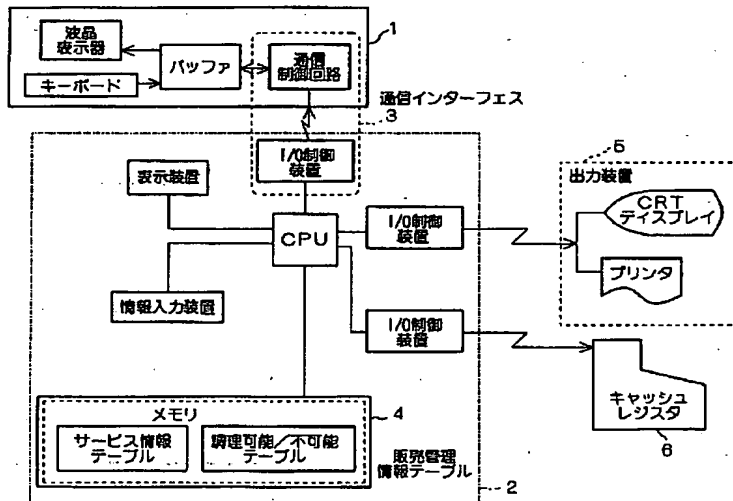 液晶
表示器
バッファ
キーボード
通信
制御回路
1
通信インターフェス
3
I/O制御
装置
表示装置
CPU
情報入力装置
I/O制御
装置
I/O制御
装置
5
出力装置
CRT
ディスプレイ
プリンタ
キャッシュ
レジスタ
6
メモリ
4
サービス情報
テーブル
調理可能/不可能
テーブル
販売管理
情報テーブル
2